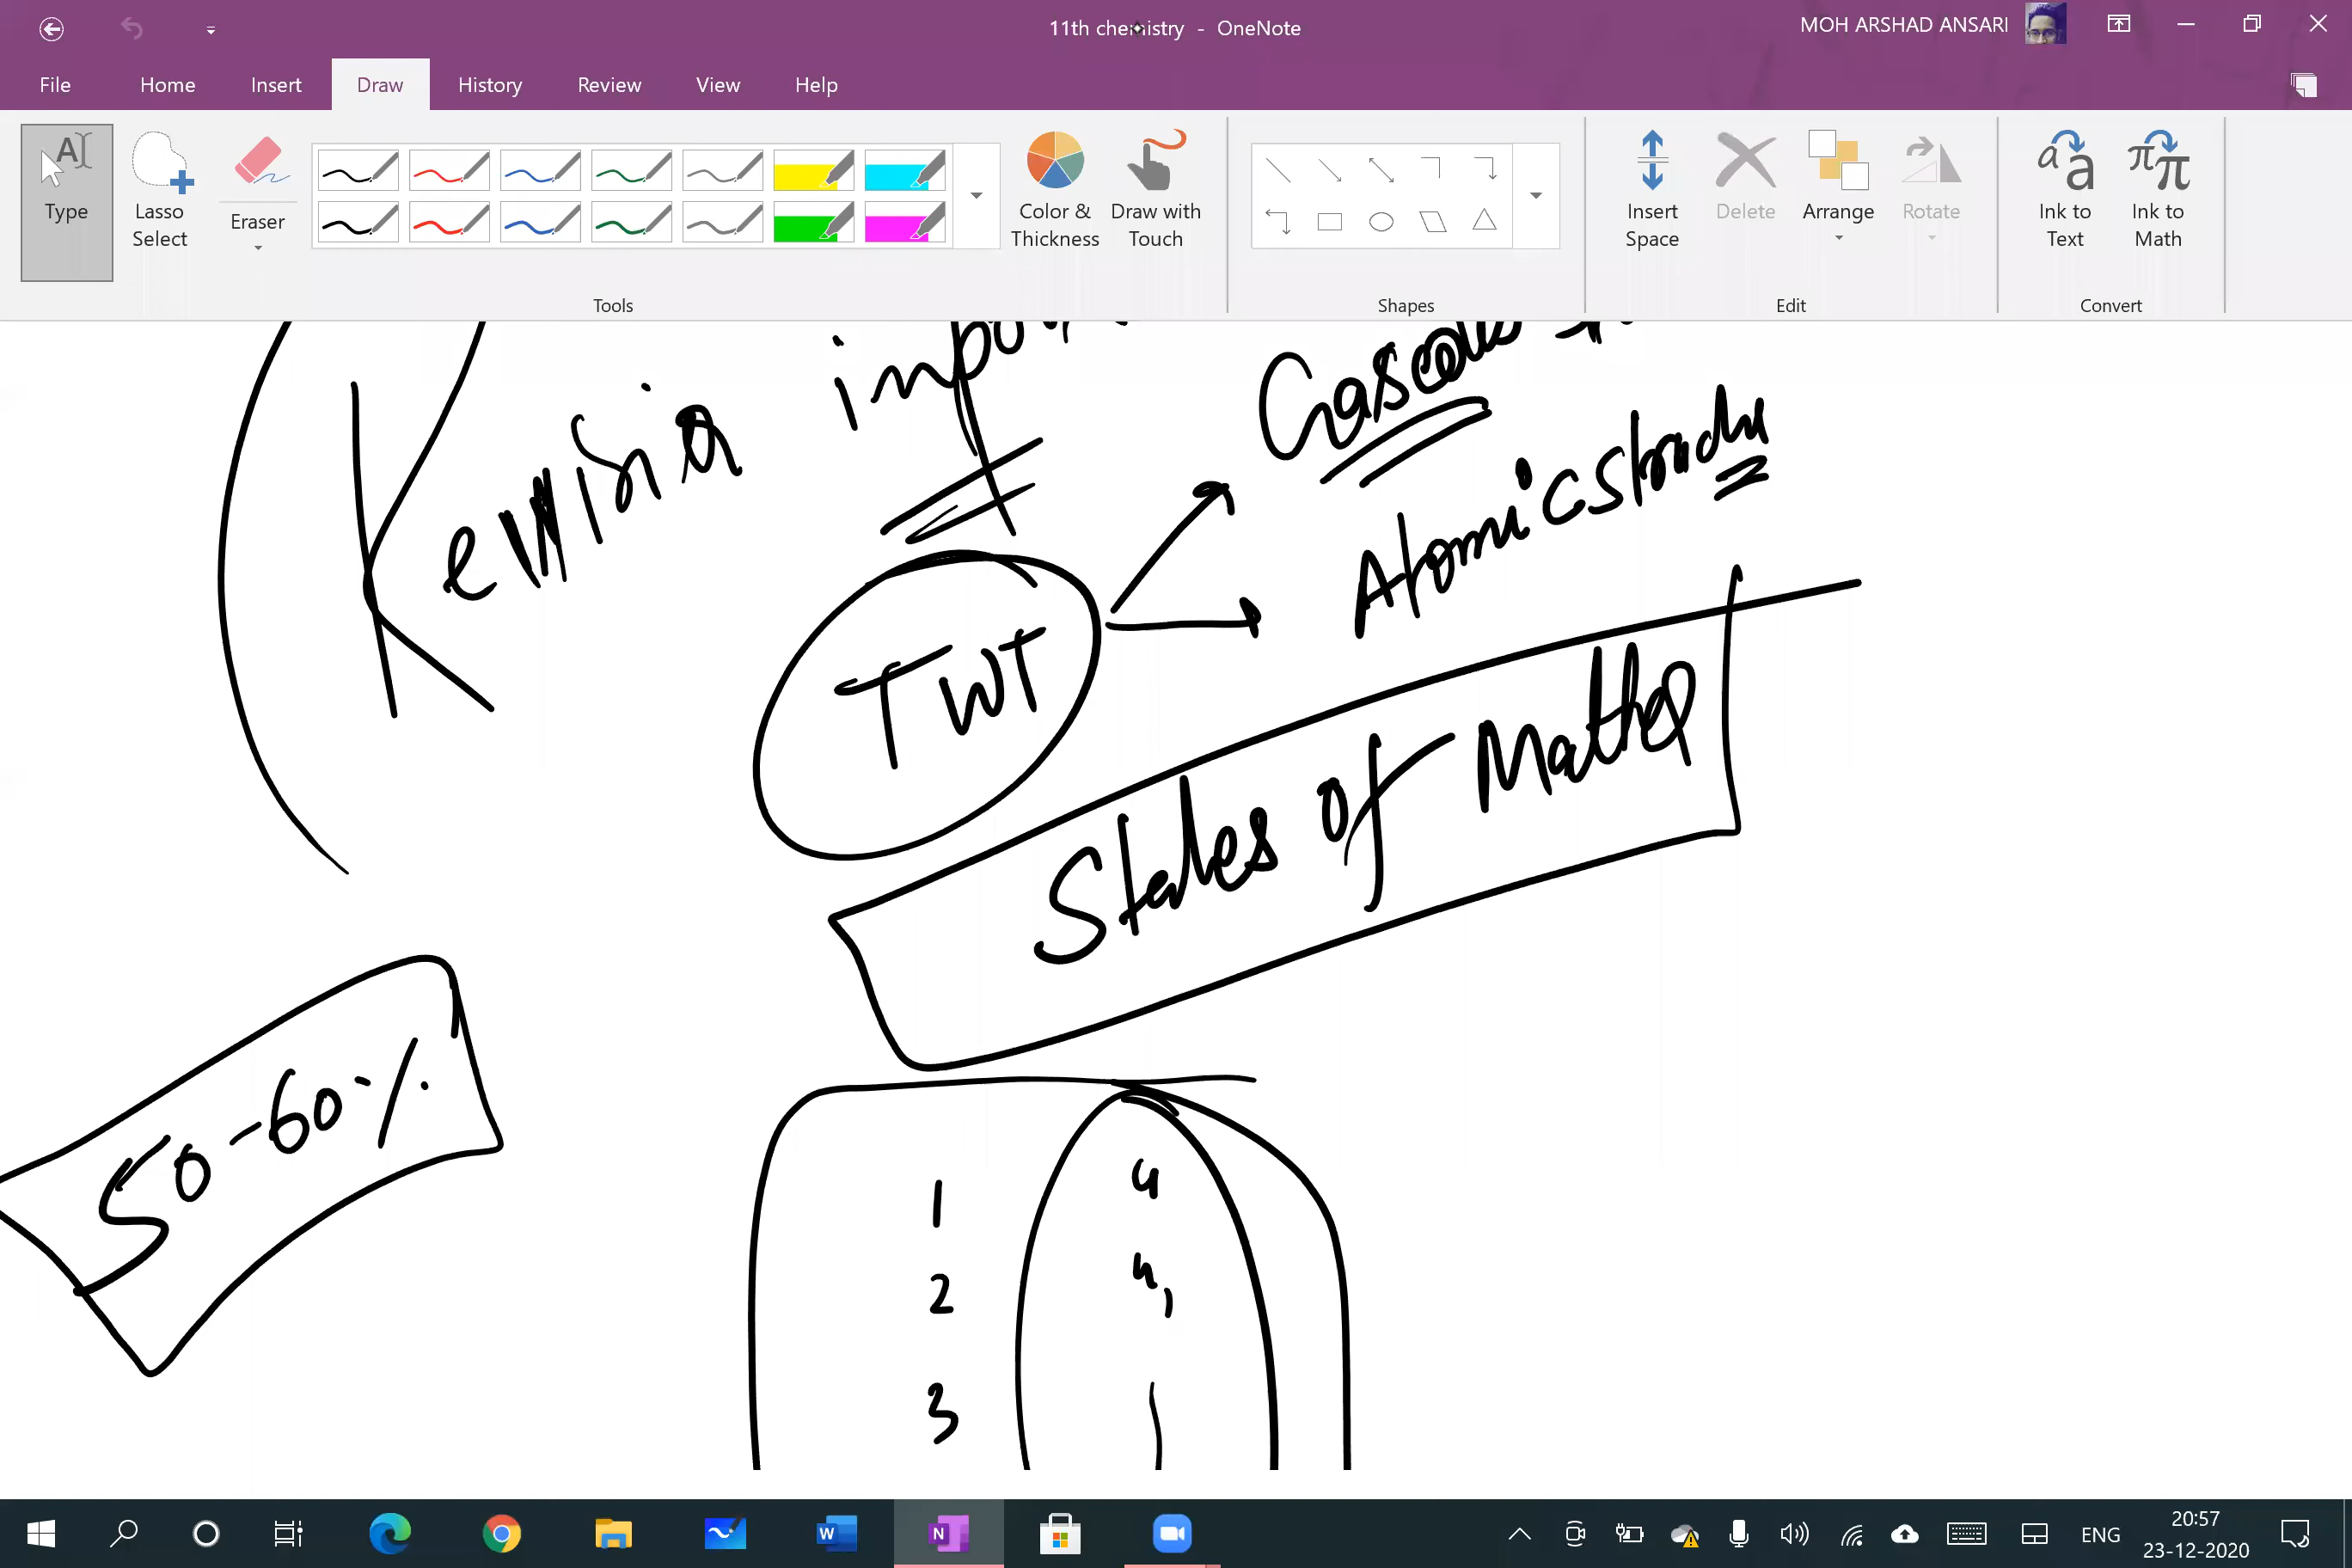 11th chemistry - OneNote
MOH ARSHAD ANSARI
File Home Insert Draw History Review View Help
Type
Lasso Select
Eraser
Color & Thickness
Draw with Touch
Insert Space
Delete
Arrange
Rotate
Ink to Text
Ink to Math
Tools Shapes Edit Convert
TWT
Atomic
States of
50-60%
1 4
2 4,
3
ENG
20:57
23-12-2020